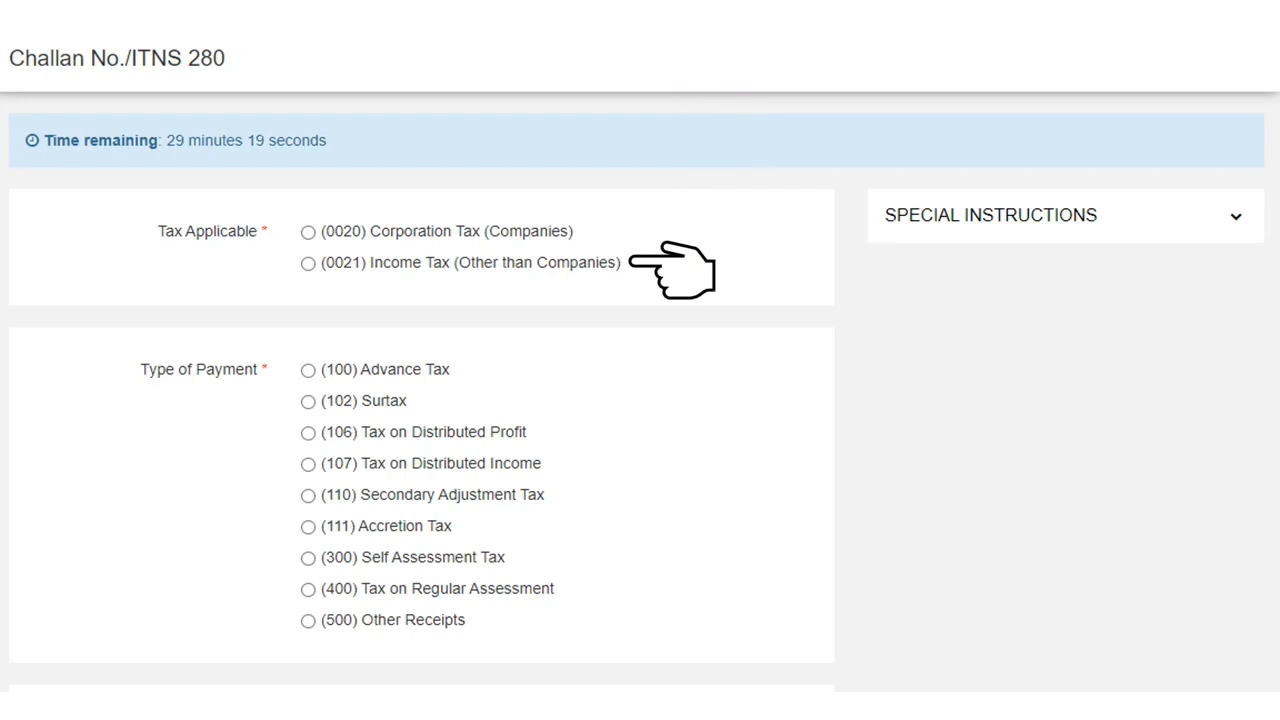 Challan No./ITNS 280
Time remaining: 29 minutes 19 seconds
Tax Applicable * (0020) Corporation Tax (Companies)
(0021) Income Tax (Other than Companies)
SPECIAL INSTRUCTIONS
Type of Payment * (100) Advance Tax
(102) Surtax
(106) Tax on Distributed Profit
(107) Tax on Distributed Income
(110) Secondary Adjustment Tax
(111) Accretion Tax
(300) Self Assessment Tax
(400) Tax on Regular Assessment
(500) Other Receipts